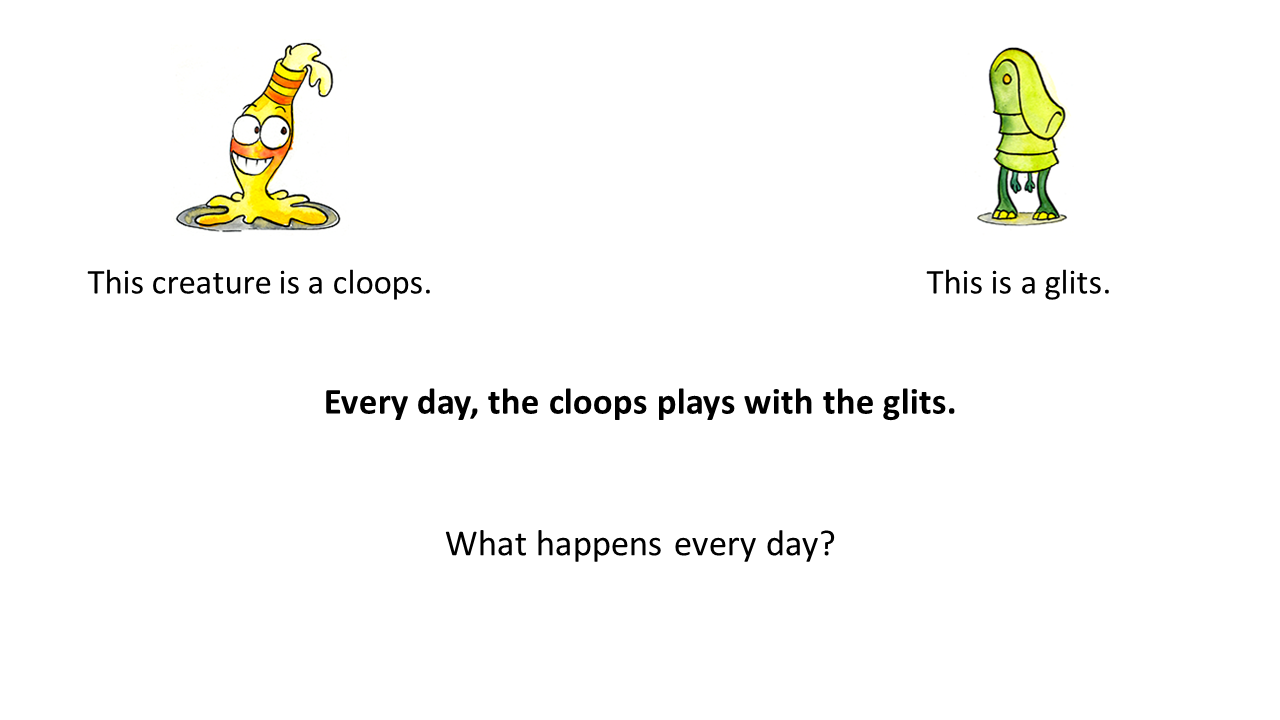 This creature is a cloops.
This is a glits.
Every day, the cloops plays with the glits.
What happens every day?